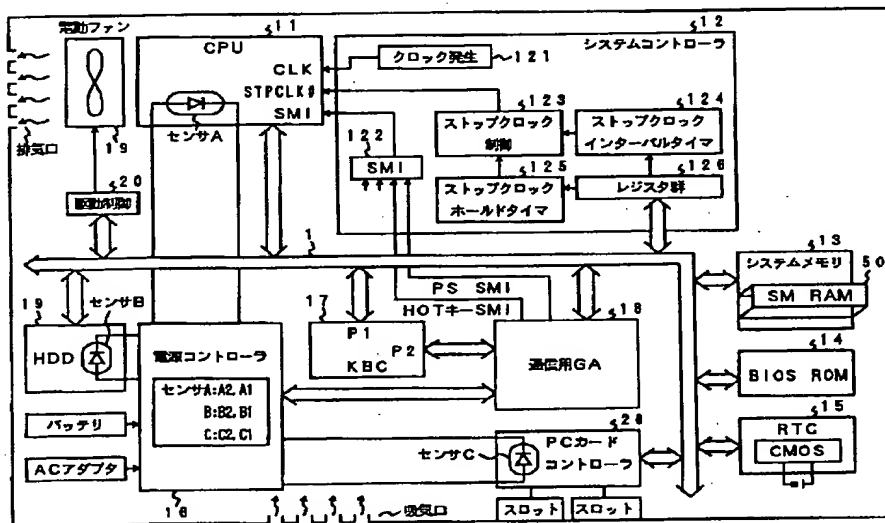 電動ファン
排気口
19
20
駆動制御
11
CPU
CLK
STPCLK#
SMI
センサA
12
システムコントローラ
クロック発生
121
122
SMI
123
ストップクロック
制御
124
ストップクロック
インターバルタイマ
125
ストップクロック
ホールドタイマ
126
レジスタ群
1
PS SMI
HOTキーSMI
13
システムメモリ
50
SM RAM
14
BIOS ROM
15
RTC
CMOS
19
センサB
HDD
電源コントローラ
センサA:A2,A1
B:B2,B1
C:C2,C1
バッテリ
ACアダプタ
16
17
P1
P2
KBC
18
通信用GA
センサC
PCカード
コントローラ
スロット
スロット
吸気口